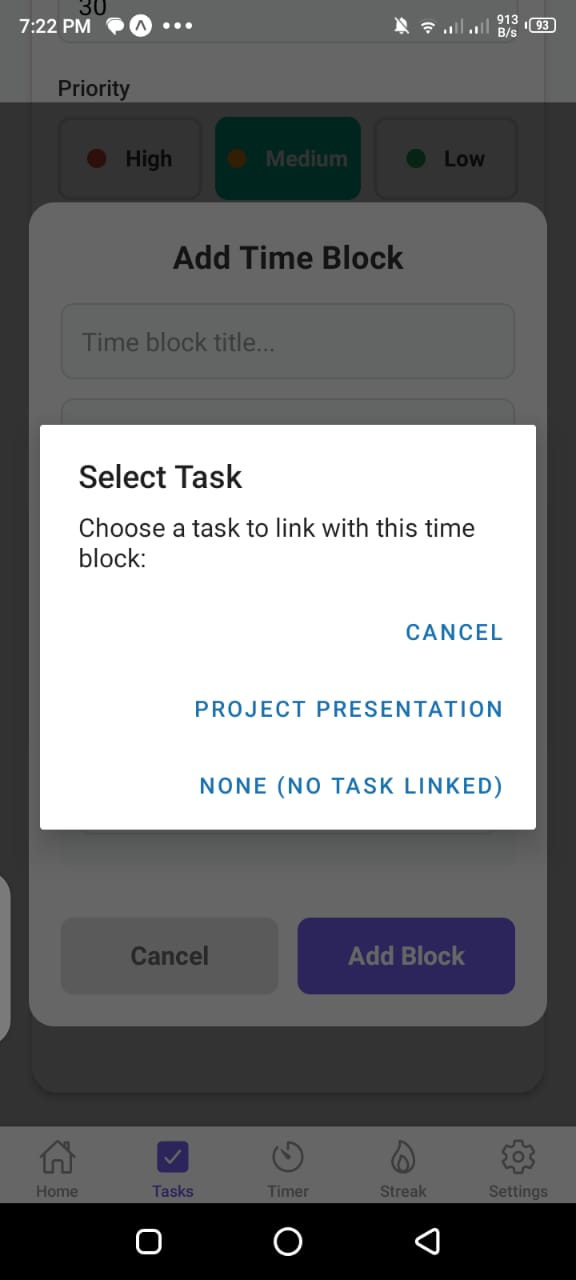 30
7:22 PM
913
B/s
93
Priority
High
Medium
Low
Add Time Block
Time block title...
Select Task
Choose a task to link with this time
block:
CANCEL
PROJECT PRESENTATION
NONE (NO TASK LINKED)
Cancel
Add Block
Home
Tasks
Timer
Streak
Settings